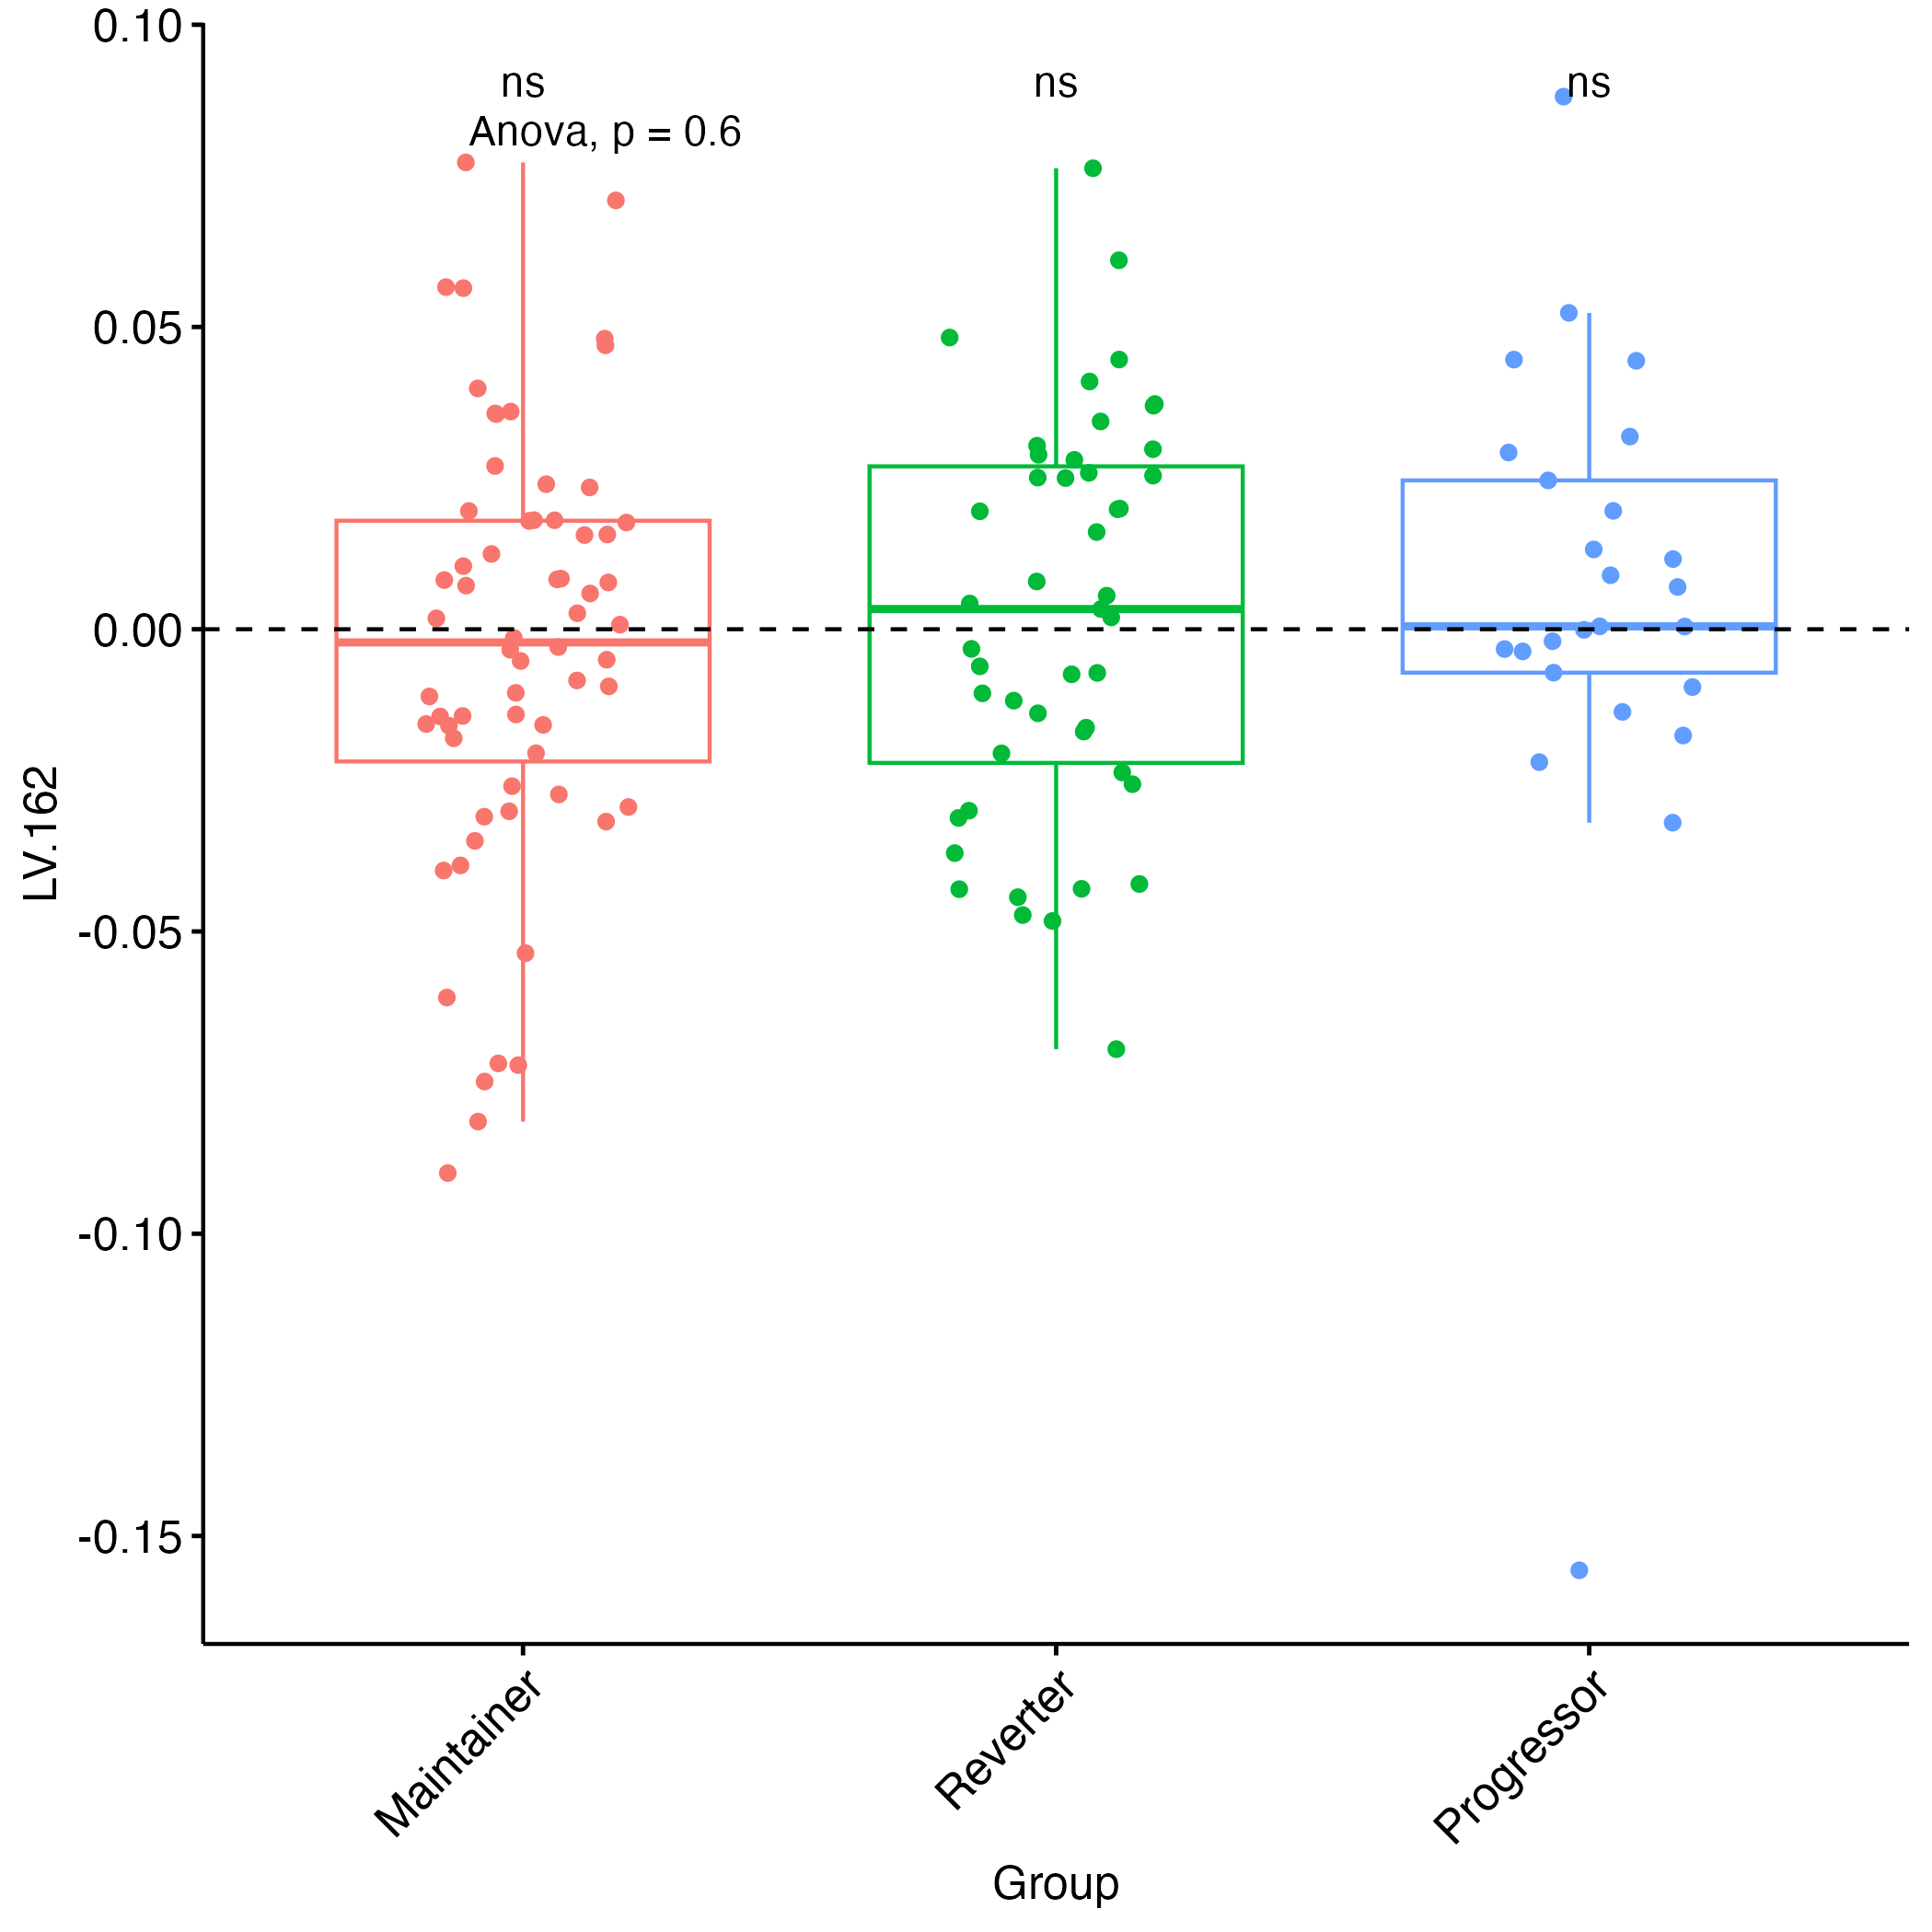 0.10
0.05
0.00
-0.05
-0.10
-0.15
LV.162
ns
ns
ns
Anova, p = 0.6
Maintainer
Reverter
Progressor
Group